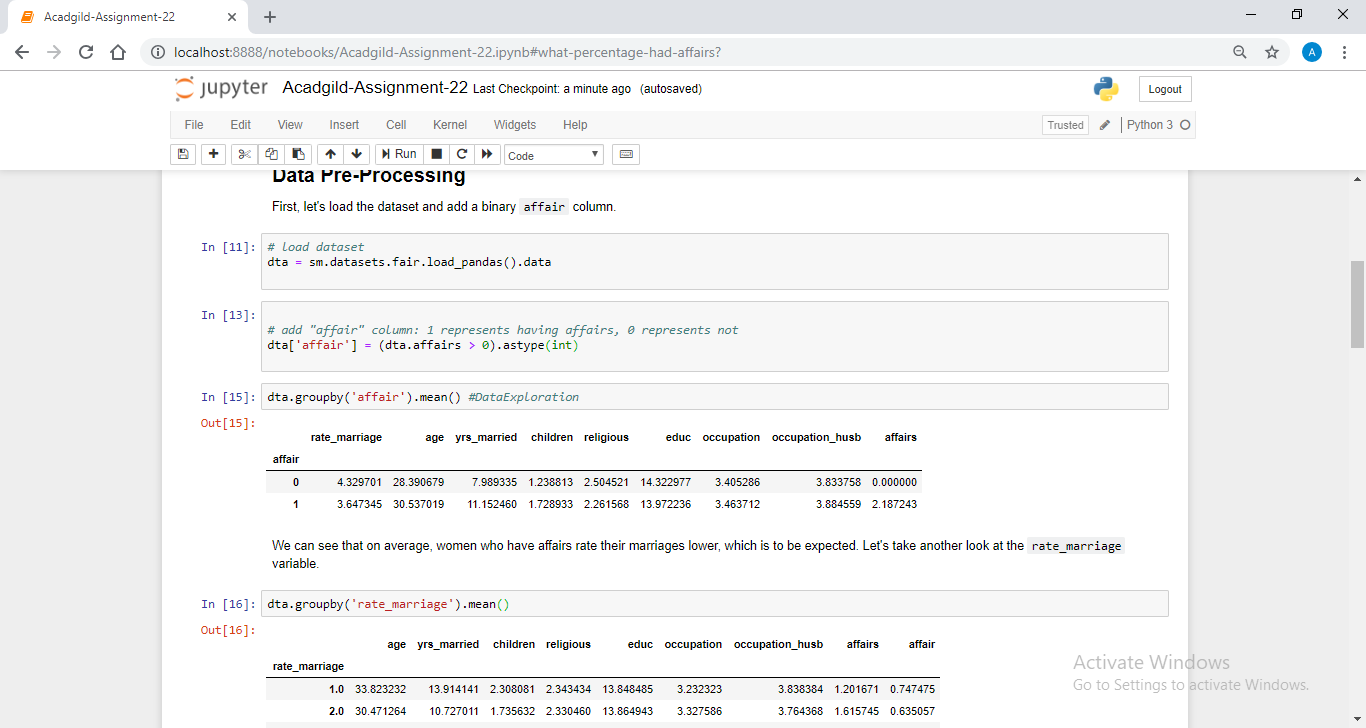 Acadgild-Assignment-22
localhost:8888/notebooks/Acadgild-Assignment-22.ipynb#what-percentage-had-affairs?
A
jupyter Acadgild-Assignment-22 Last Checkpoint: a minute ago (autosaved)
Logout
File Edit View Insert Cell Kernel Widgets Help
Trusted Python 3
Run Code
Data Pre-Processing
First, let's load the dataset and add a binary affair column.
In [11]: # load dataset
dta = sm.datasets.fair.load_pandas().data
In [13]:
# add "affair" column: 1 represents having affairs, 0 represents not
dta['affair'] = (dta.affairs > 0).astype(int)
In [15]: dta.groupby('affair').mean() #DataExploration
Out[15]:
rate_marriage age yrs_married children religious educ occupation occupation_husb affairs
affair
0 4.329701 28.390679 7.989335 1.238813 2.504521 14.322977 3.405286 3.833758 0.000000
1 3.647345 30.537019 11.152460 1.728933 2.261568 13.972236 3.463712 3.884559 2.187243
We can see that on average, women who have affairs rate their marriages lower, which is to be expected. Let's take another look at the rate_marriage
variable.
In [16]: dta.groupby('rate_marriage').mean()
Out[16]:
age yrs_married children religious educ occupation occupation_husb affairs affair
rate_marriage
1.0 33.823232 13.914141 2.308081 2.343434 13.848485 3.232323 3.838384 1.201671 0.747475
2.0 30.471264 10.727011 1.735632 2.330460 13.864943 3.327586 3.764368 1.615745 0.635057
Activate Windows
Go to Settings to activate Windows.